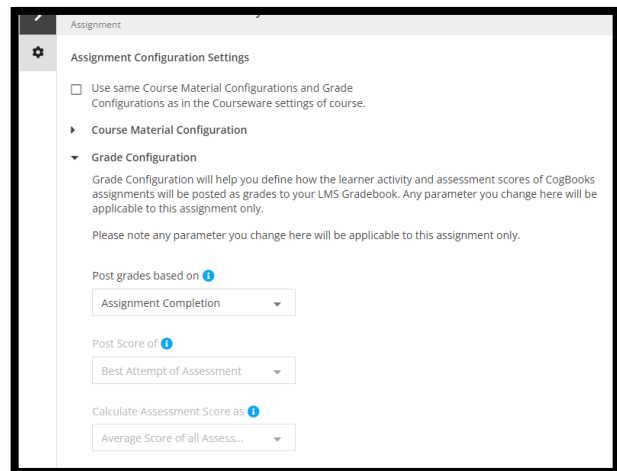 Assignment
Assignment Configuration Settings
Use same Course Material Configurations and Grade
Configurations as in the Courseware settings of course.
Course Material Configuration
Grade Configuration
Grade Configuration will help you define how the learner activity and assessment scores of CogBooks
assignments will be posted as grades to your LMS Gradebook. Any parameter you change here will be
applicable to this assignment only.
Please note any parameter you change here will be applicable to this assignment only.
Post grades based on
Assignment Completion
Post Score of
Best Attempt of Assessment
Calculate Assessment Score as
Average Score of all Assess...